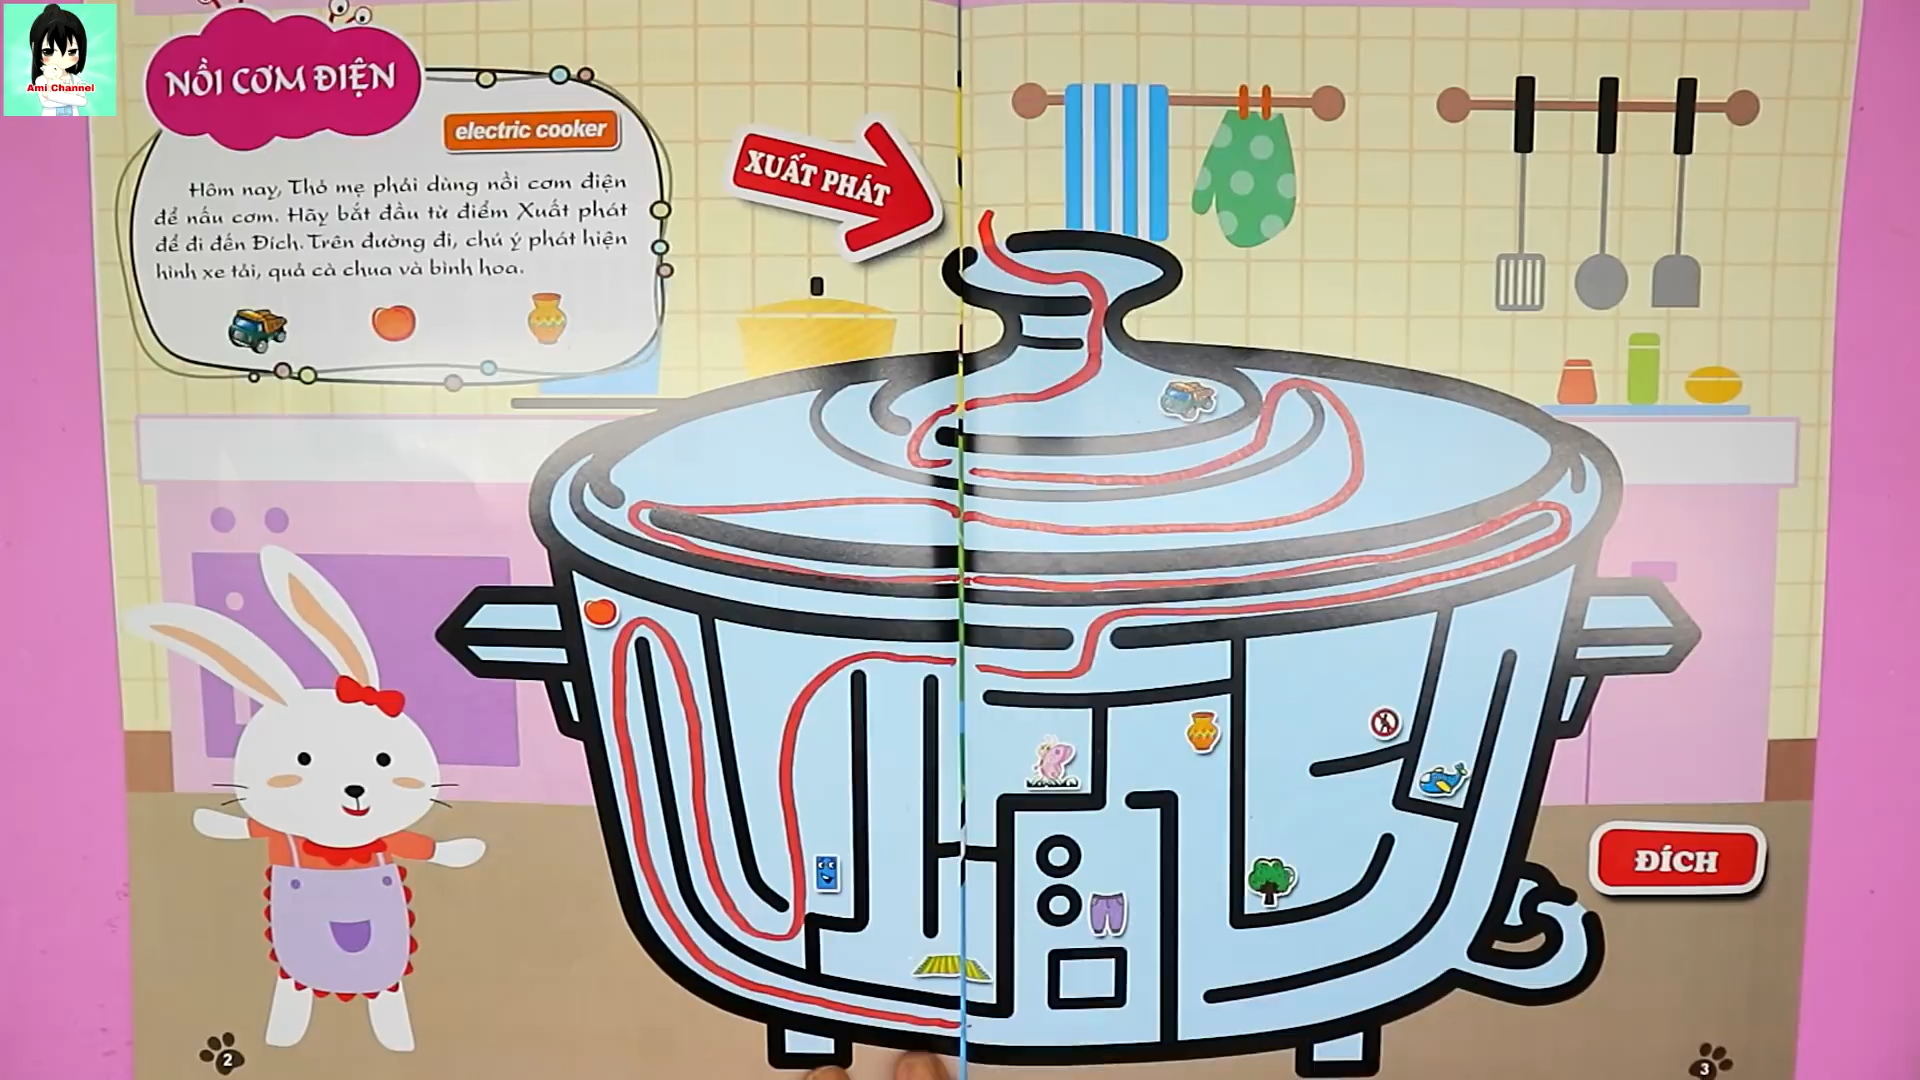 Ami Channel
NỒI CƠM ĐIỆN
electric cooker
Hôm nay, Thỏ mẹ phải dùng nồi cơm điện
để nấu cơm. Hãy bắt đầu từ điểm Xuất phát
để đi đến Đích. Trên đường đi, chú ý phát hiện
hình xe tải, quả cà chua và bình hoa.
XUẤT PHÁT
ĐÍCH
2
3